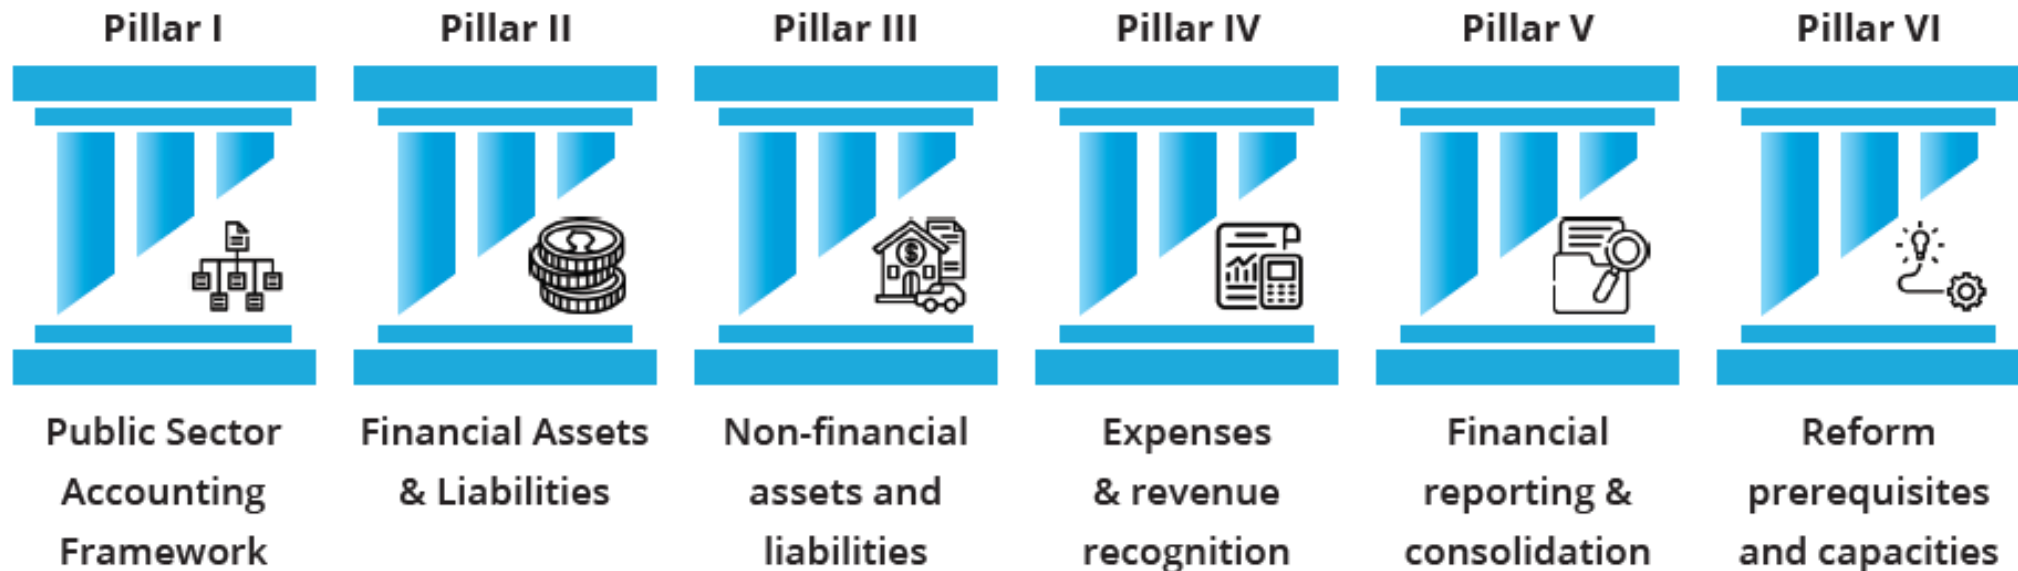 Pillar I
Pillar II
Pillar III
Pillar IV
Pillar V
Pillar VI
Public Sector
Accounting
Framework
Financial Assets
& Liabilities
Non-financial
assets and
liabilities
Expenses
& revenue
recognition
Financial
reporting &
consolidation
Reform
prerequisites
and capacities